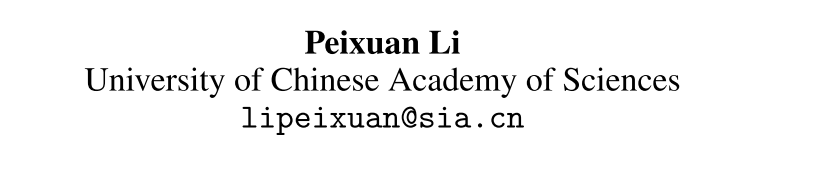 Peixuan Li
University of Chinese Academy of Sciences
lipeixuan@sia.cn